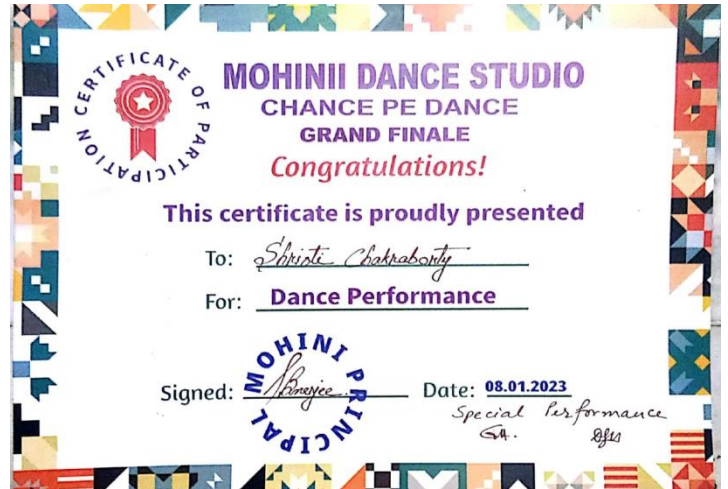 CERTIFICATE OF PARTICIPATION
MOHINII DANCE STUDIO
CHANCE PE DANCE
GRAND FINALE
Congratulations!
This certificate is proudly presented
To: Shristi Chakraborty
For: Dance Performance
MOHINI PRINCIPAL
Signed:
Date: 08.01.2023
Special Performance